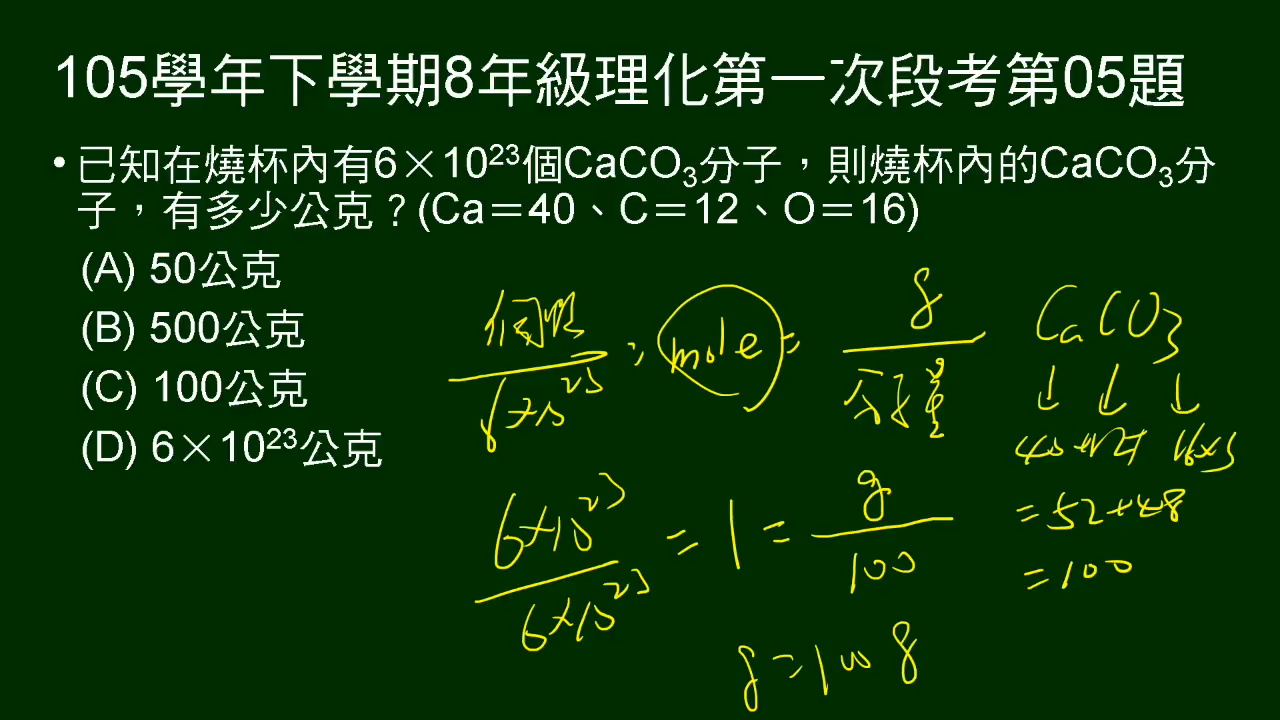 105學年下學期8年級理化第一次段考第05題
• 已知在燒杯內有6×10²³個CaCO₃分子，則燒杯內的CaCO₃分
子，有多少公克？(Ca＝40、C＝12、O＝16)
(A) 50公克
(B) 500公克
(C) 100公克
(D) 6×10²³公克
個數 / 6×10²³ = mole = g / 分子量
CaCO₃
↓ ↓ ↓
40+12+ 16×3
= 52+48
= 100
6×10²³ / 6×10²³ = 1 = g / 100
g = 100 g